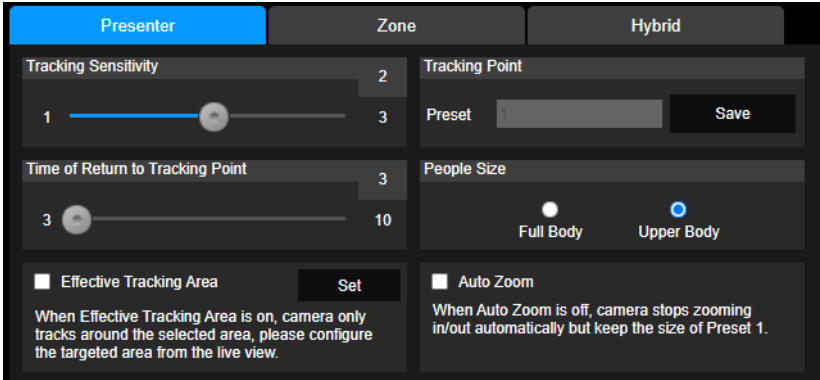 Presenter
Zone
Hybrid
Tracking Sensitivity
2
1
3
Tracking Point
Preset
1
Save
Time of Return to Tracking Point
3
3
10
People Size
Full Body
Upper Body
Effective Tracking Area
Set
When Effective Tracking Area is on, camera only
tracks around the selected area, please configure
the targeted area from the live view.
Auto Zoom
When Auto Zoom is off, camera stops zooming
in/out automatically but keep the size of Preset 1.